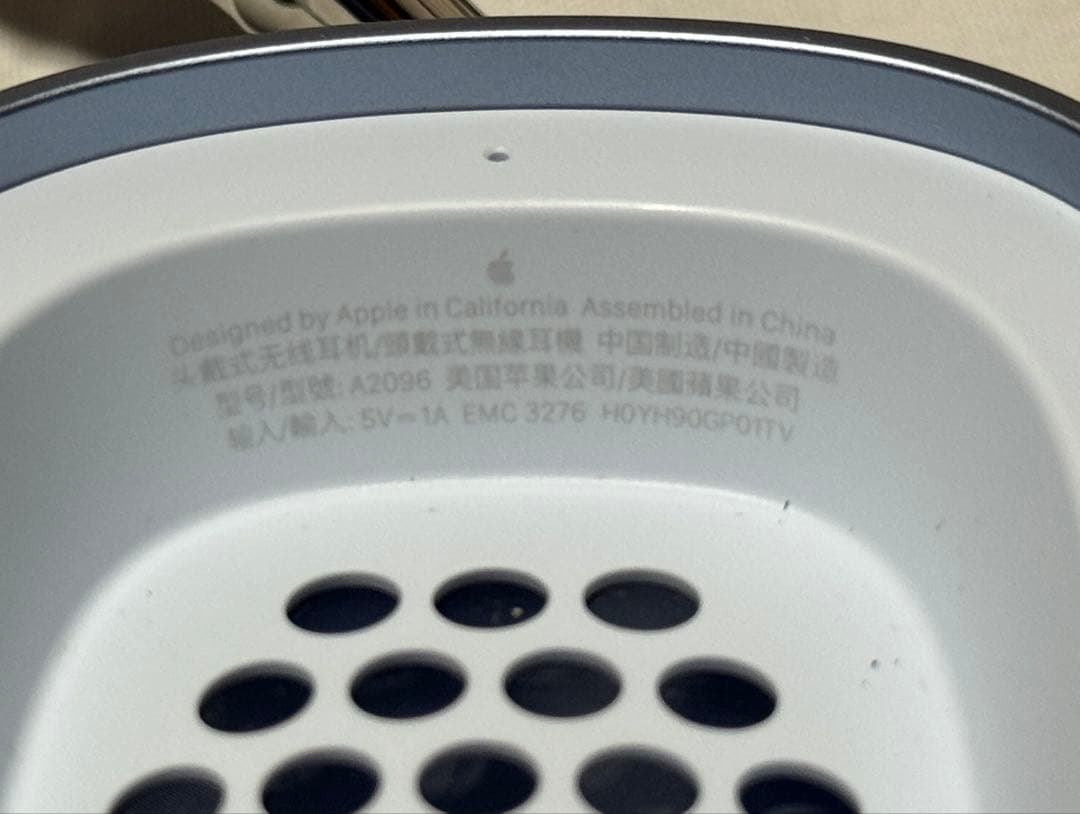 Designed by Apple in California Assembled in China
头戴式无线耳机/頭戴式無線耳機 中国制造/中國製造
型号/型號: A2096 美国苹果公司/美國蘋果公司
输入/輸入: 5V⎓1A EMC 3276 H0YH90GP01TV